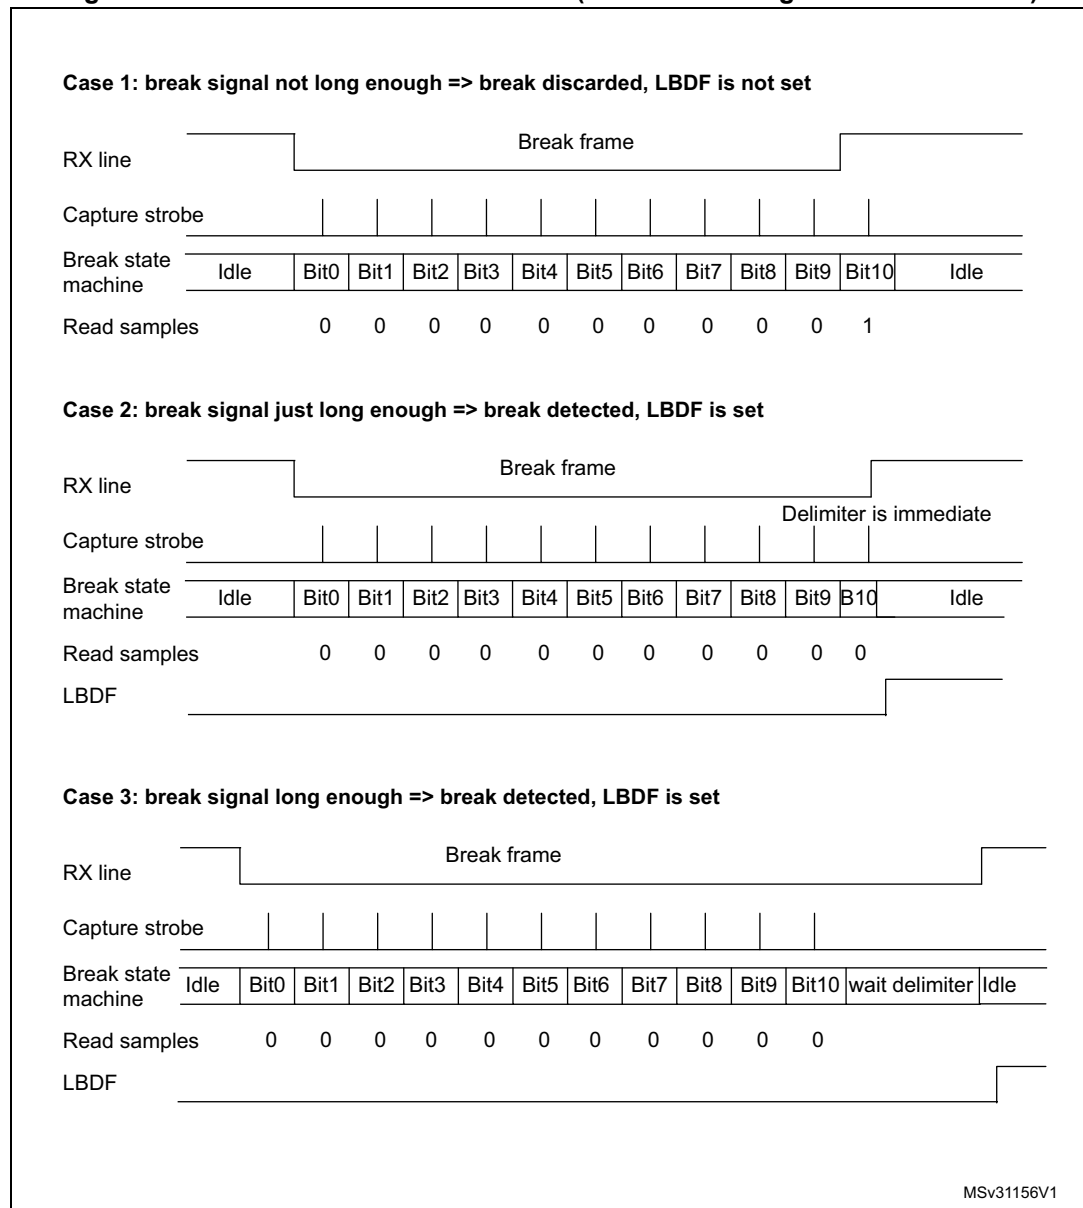 Case 1: break signal not long enough => break discarded, LBDF is not set
Break frame
RX line
Capture strobe
Break state machine Idle Bit0 Bit1 Bit2 Bit3 Bit4 Bit5 Bit6 Bit7 Bit8 Bit9 Bit10 Idle
Read samples 0 0 0 0 0 0 0 0 0 0 1
Case 2: break signal just long enough => break detected, LBDF is set
Break frame
RX line
Delimiter is immediate
Capture strobe
Break state machine Idle Bit0 Bit1 Bit2 Bit3 Bit4 Bit5 Bit6 Bit7 Bit8 Bit9 B10 Idle
Read samples 0 0 0 0 0 0 0 0 0 0 0
LBDF
Case 3: break signal long enough => break detected, LBDF is set
Break frame
RX line
Capture strobe
Break state machine Idle Bit0 Bit1 Bit2 Bit3 Bit4 Bit5 Bit6 Bit7 Bit8 Bit9 Bit10 wait delimiter Idle
Read samples 0 0 0 0 0 0 0 0 0 0 0
LBDF
MSv31156V1